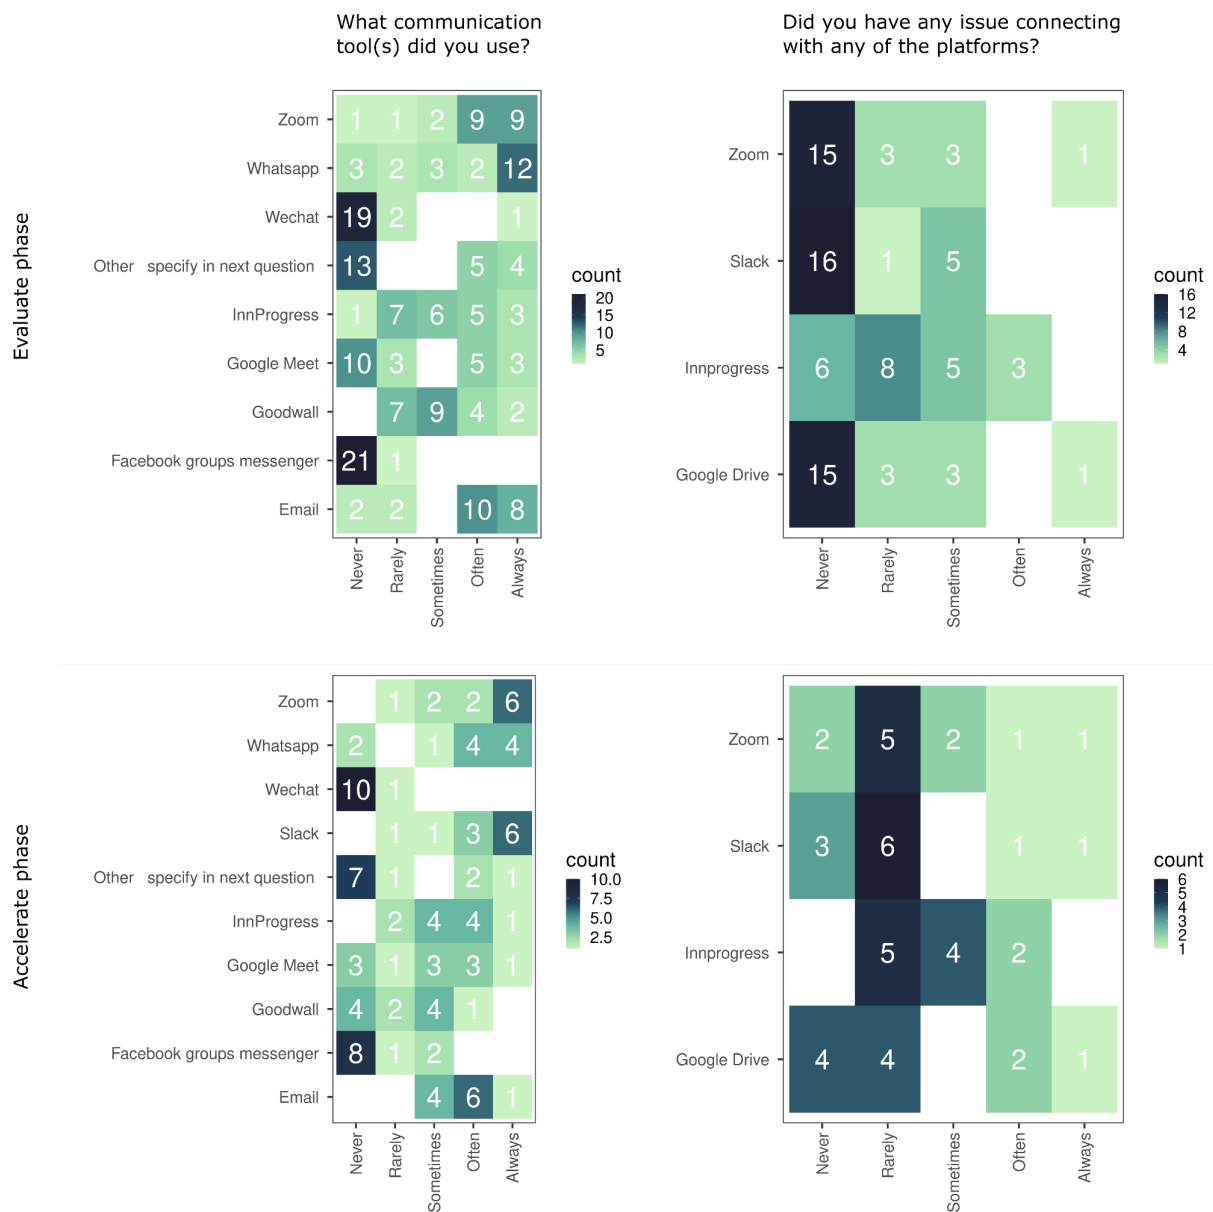 What communication
tool(s) did you use?
Did you have any issue connecting
with any of the platforms?
Evaluate phase
Zoom 1 1 2 9 9
Whatsapp 3 2 3 2 12
Wechat 19 2 1
Other specify in next question 13 5 4
InnProgress 1 7 6 5 3
Google Meet 10 3 5 3
Goodwall 7 9 4 2
Facebook groups messenger 21 1
Email 2 2 10 8
Never Rarely Sometimes Often Always
count
20
15
10
5
Zoom 15 3 3 1
Slack 16 1 5
Innprogress 6 8 5 3
Google Drive 15 3 3 1
Never Rarely Sometimes Often Always
count
16
12
8
4
Accelerate phase
Zoom 1 2 2 6
Whatsapp 2 1 4 4
Wechat 10 1
Slack 1 1 3 6
Other specify in next question 7 1 2 1
InnProgress 2 4 4 1
Google Meet 3 1 3 3 1
Goodwall 4 2 4 1
Facebook groups messenger 8 1 2
Email 4 6 1
Never Rarely Sometimes Often Always
count
10.0
7.5
5.0
2.5
Zoom 2 5 2 1 1
Slack 3 6 1 1
Innprogress 5 4 2
Google Drive 4 4 2 1
Never Rarely Sometimes Often Always
count
6
5
4
3
2
1